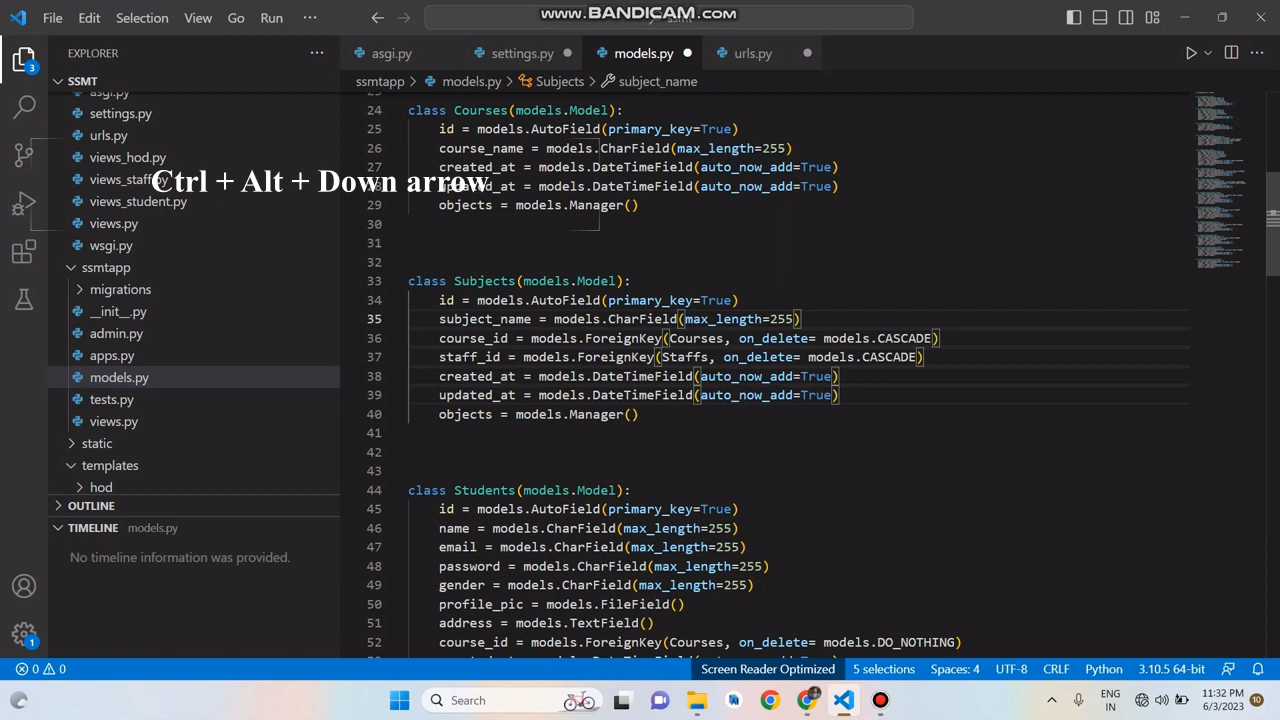 File Edit Selection View Go Run ···
www.BANDICAM.com
EXPLORER ···
SSMT
asgi.py
settings.py
urls.py
views_hod.py
views_staff.py
views_student.py
views.py
wsgi.py
ssmtapp
migrations
__init__.py
admin.py
apps.py
models.py
tests.py
views.py
static
templates
hod
OUTLINE
TIMELINE models.py
No timeline information was provided.
3
1
Ctrl + Alt + Down arrow
asgi.py settings.py models.py urls.py
ssmtapp > models.py > Subjects > subject_name
24 class Courses(models.Model):
25 id = models.AutoField(primary_key=True)
26 course_name = models.CharField(max_length=255)
27 created_at = models.DateTimeField(auto_now_add=True)
28 updated_at = models.DateTimeField(auto_now_add=True)
29 objects = models.Manager()
30
31
32
33 class Subjects(models.Model):
34 id = models.AutoField(primary_key=True)
35 subject_name = models.CharField(max_length=255)
36 course_id = models.ForeignKey(Courses, on_delete= models.CASCADE)
37 staff_id = models.ForeignKey(Staffs, on_delete= models.CASCADE)
38 created_at = models.DateTimeField(auto_now_add=True)
39 updated_at = models.DateTimeField(auto_now_add=True)
40 objects = models.Manager()
41
42
43
44 class Students(models.Model):
45 id = models.AutoField(primary_key=True)
46 name = models.CharField(max_length=255)
47 email = models.CharField(max_length=255)
48 password = models.CharField(max_length=255)
49 gender = models.CharField(max_length=255)
50 profile_pic = models.FileField()
51 address = models.TextField()
52 course_id = models.ForeignKey(Courses, on_delete= models.DO_NOTHING)
0 0 Screen Reader Optimized 5 selections Spaces: 4 UTF-8 CRLF Python 3.10.5 64-bit
Search
ENG
IN
11:32 PM
6/3/2023
10